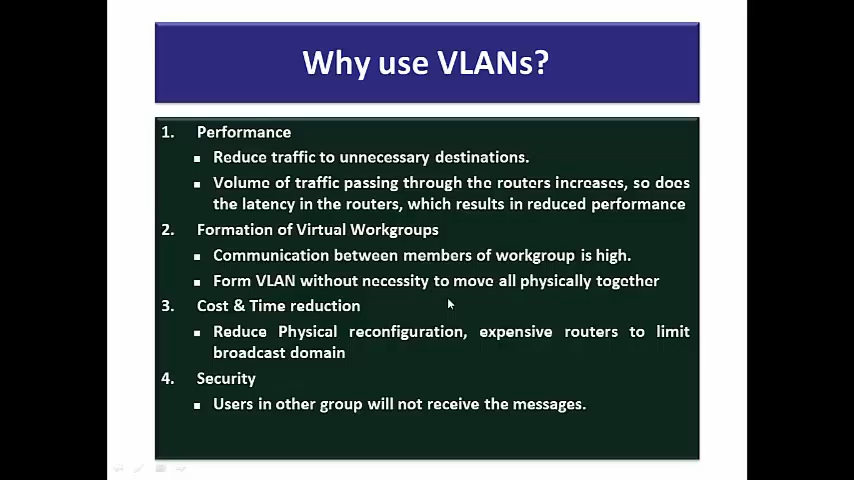 Why use VLANs?
1. Performance
▪ Reduce traffic to unnecessary destinations.
▪ Volume of traffic passing through the routers increases, so does
the latency in the routers, which results in reduced performance
2. Formation of Virtual Workgroups
▪ Communication between members of workgroup is high.
▪ Form VLAN without necessity to move all physically together
3. Cost & Time reduction
▪ Reduce Physical reconfiguration, expensive routers to limit
broadcast domain
4. Security
▪ Users in other group will not receive the messages.